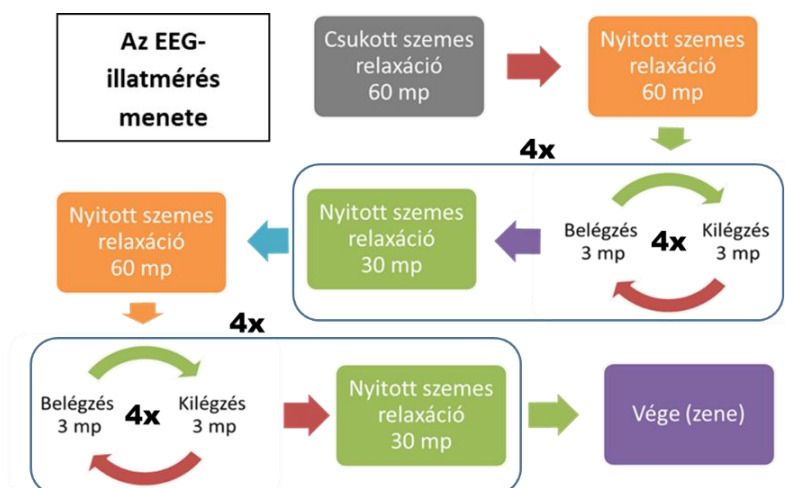 Az EEG-
illatmérés
menete
Csukott szemes
relaxáció
60 mp
Nyitott szemes
relaxáció
60 mp
4x
Belégzés
3 mp
4x
Kilégzés
3 mp
Nyitott szemes
relaxáció
30 mp
Nyitott szemes
relaxáció
60 mp
4x
Belégzés
3 mp
4x
Kilégzés
3 mp
Nyitott szemes
relaxáció
30 mp
Vége (zene)